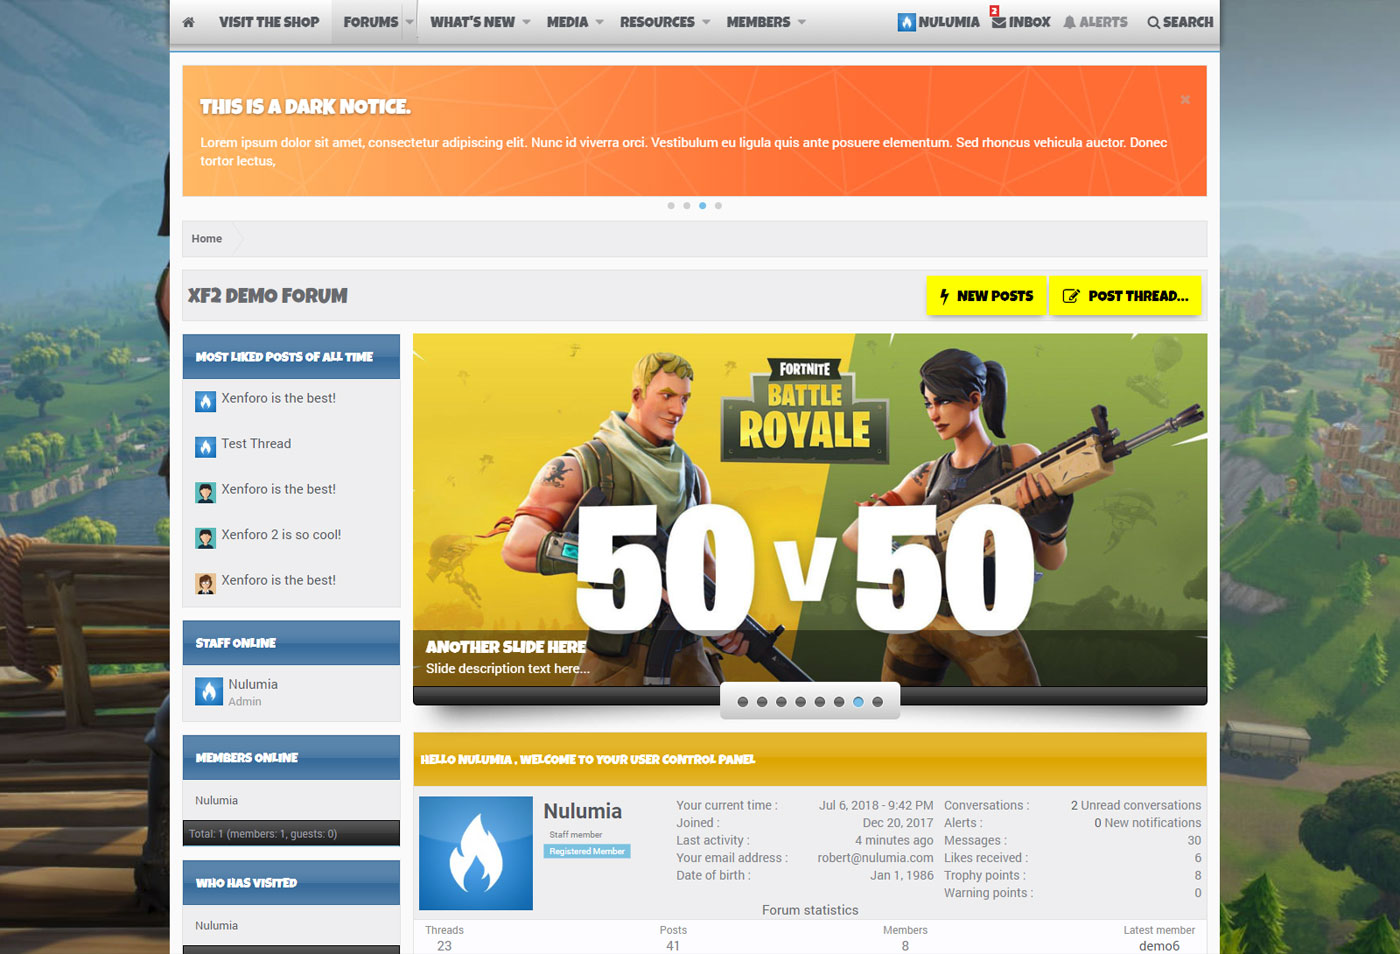 VISIT THE SHOP FORUMS WHAT'S NEW MEDIA RESOURCES MEMBERS NULUMIA 2 INBOX ALERTS SEARCH
THIS IS A DARK NOTICE.
Lorem ipsum dolor sit amet, consectetur adipiscing elit. Nunc id viverra orci. Vestibulum eu ligula quis ante posuere elementum. Sed rhoncus vehicula auctor. Donec
tortor lectus,
Home
XF2 DEMO FORUM
NEW POSTS POST THREAD...
MOST LIKED POSTS OF ALL TIME
Xenforo is the best!
Test Thread
Xenforo is the best!
Xenforo 2 is so cool!
Xenforo is the best!
STAFF ONLINE
Nulumia
Admin
MEMBERS ONLINE
Nulumia
Total: 1 (members: 1, guests: 0)
WHO HAS VISITED
Nulumia
FORTNITE
BATTLE
ROYALE
50 v 50
ANOTHER SLIDE HERE
Slide description text here...
HELLO NULUMIA , WELCOME TO YOUR USER CONTROL PANEL
Nulumia
Staff member
Registered Member
Your current time : Jul 6, 2018 - 9:42 PM
Joined : Dec 20, 2017
Last activity : 4 minutes ago
Your email address : robert@nulumia.com
Date of birth : Jan 1, 1986
Conversations : 2 Unread conversations
Alerts : 0 New notifications
Messages : 30
Likes received : 6
Trophy points : 8
Warning points : 0
Forum statistics
Threads Posts Members Latest member
23 41 8 demo6